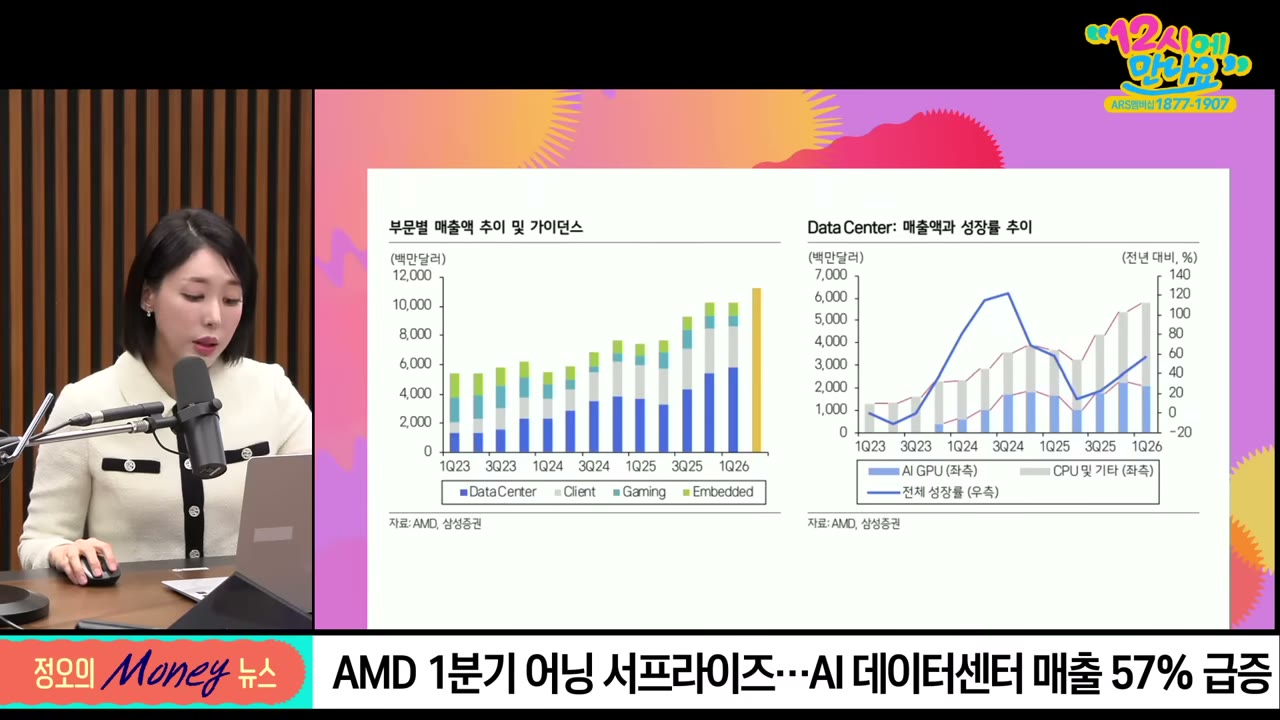 “12시에
만나요”
ARS멤버십 1877-1907
부문별 매출액 추이 및 가이던스
(백만달러)
12,000
10,000
8,000
6,000
4,000
2,000
0
1Q23 3Q23 1Q24 3Q24 1Q25 3Q25 1Q26
Data Center Client Gaming Embedded
자료: AMD, 삼성증권
Data Center: 매출액과 성장률 추이
(백만달러) (전년 대비, %)
7,000 140
6,000 120
5,000 100
4,000 80
3,000 60
2,000 40
1,000 20
0 0
-20
1Q23 3Q23 1Q24 3Q24 1Q25 3Q25 1Q26
AI GPU (좌측) CPU 및 기타 (좌측)
전체 성장률 (우측)
자료: AMD, 삼성증권
정오의 Money 뉴스
AMD 1분기 어닝 서프라이즈…AI 데이터센터 매출 57% 급증